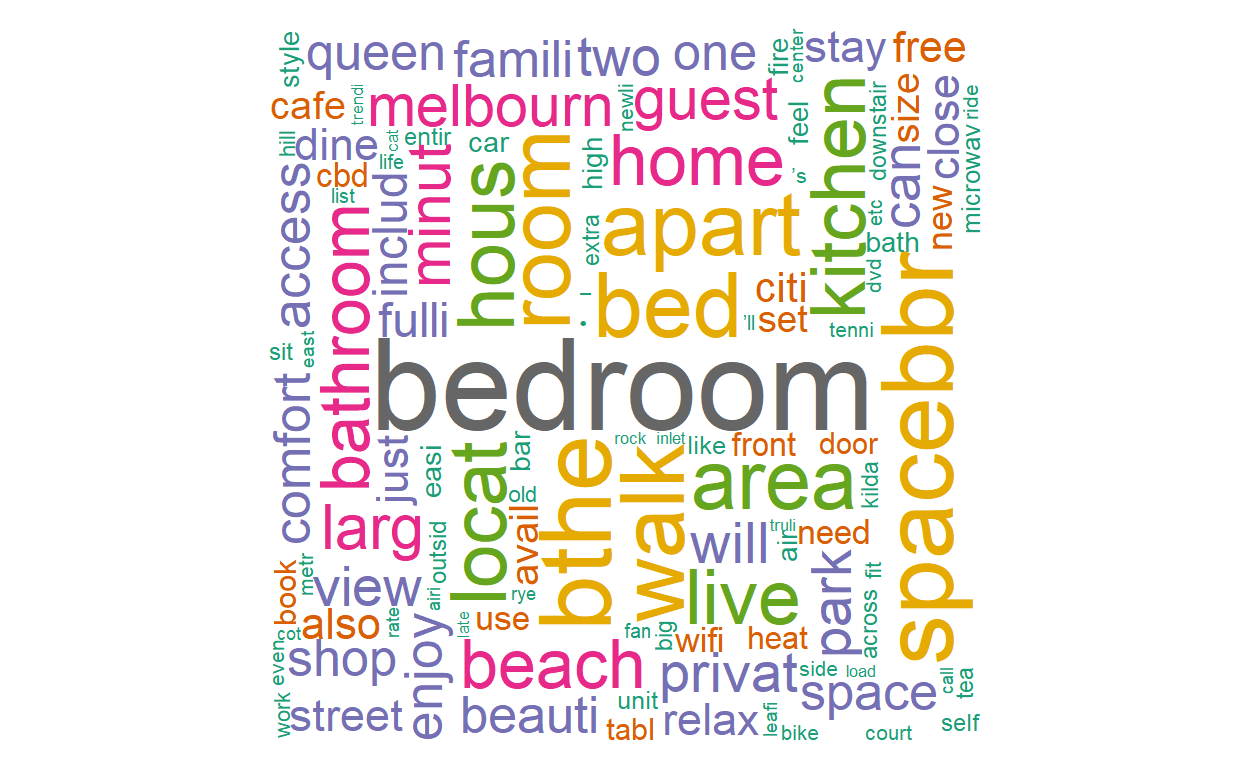 style
queen
famili
two
one
fire
center
stay
free
cafe
trendi
melbourn
newli
guest
feel
kitchen
downstair
size
close
ride
hill
dine
cat
entir
car
life
cbd
list
access
includ
minut
hous
room
high
home
's
can
new
microwav
etc
bath
extra
apart
dvd
bathroom
fulli
l
•
bed
citi
'll
set
tenni
spacebbr
sit
east
bedroom
comfort
just
easi
locat
bar
old
bthe
rock
inlet
walk
like
front
door
area
kilda
larg
outsid
avail
will
truli
air
need
book
metr
view
airi
rye
live
park
across
fit
also
rate
enjoy
late
use
fan
big
wifi
heat
even
cot
shop
beach
privat
side
load
space
call
tea
work
street
beauti
unit
tabl
relax
leafi
bike
court
self